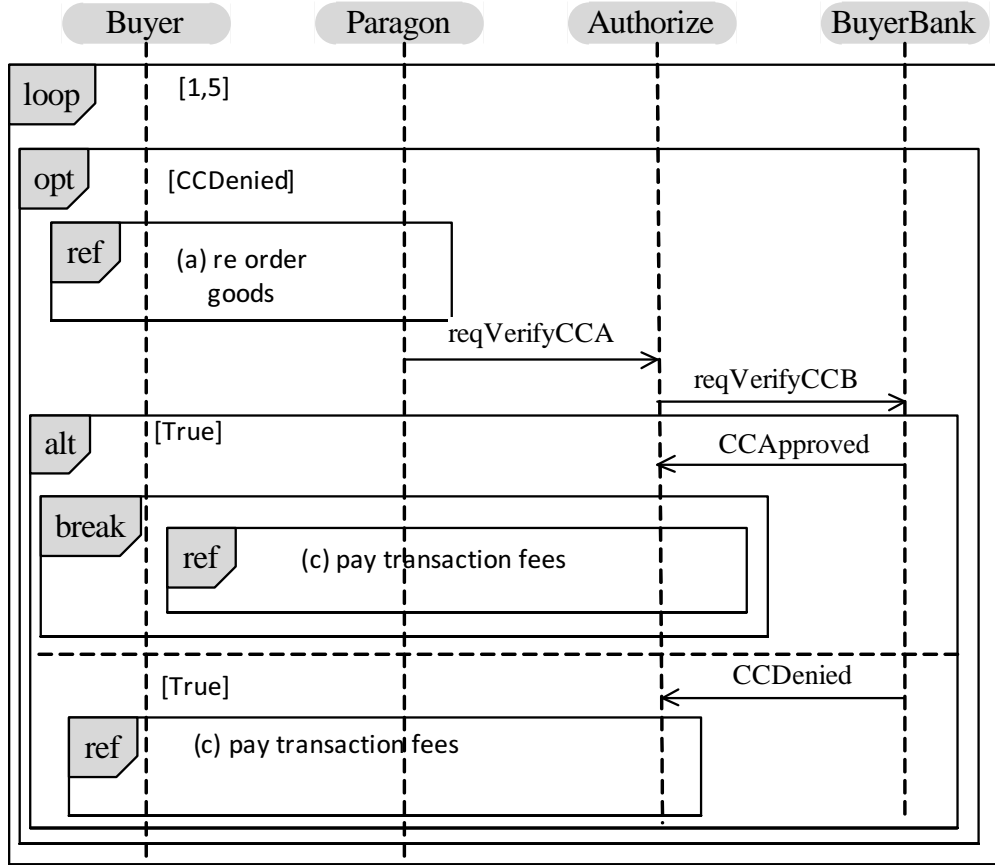 Buyer Paragon Authorize BuyerBank
loop [1,5]
opt [CCDenied]
ref (a) re order
goods
reqVerifyCCA
reqVerifyCCB
alt [True]
CCApproved
break
ref (c) pay transaction fees
[True] CCDenied
ref (c) pay transaction fees